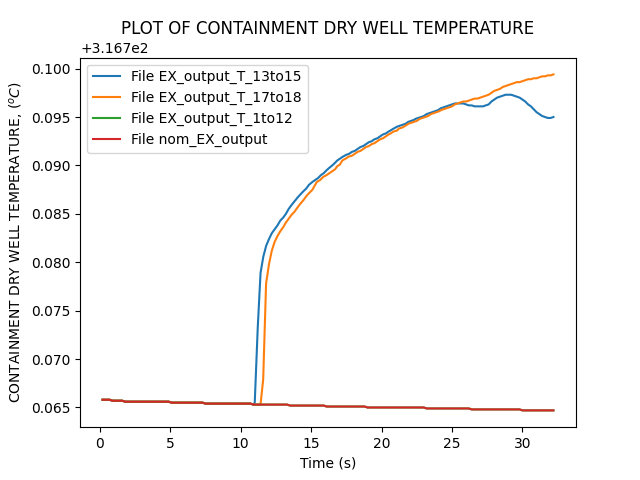 PLOT OF CONTAINMENT DRY WELL TEMPERATURE
+3.167e2
CONTAINMENT DRY WELL TEMPERATURE, (°C)
0.100
0.095
0.090
0.085
0.080
0.075
0.070
0.065
File EX_output_T_13to15
File EX_output_T_17to18
File EX_output_T_1to12
File nom_EX_output
0 5 10 15 20 25 30
Time (s)